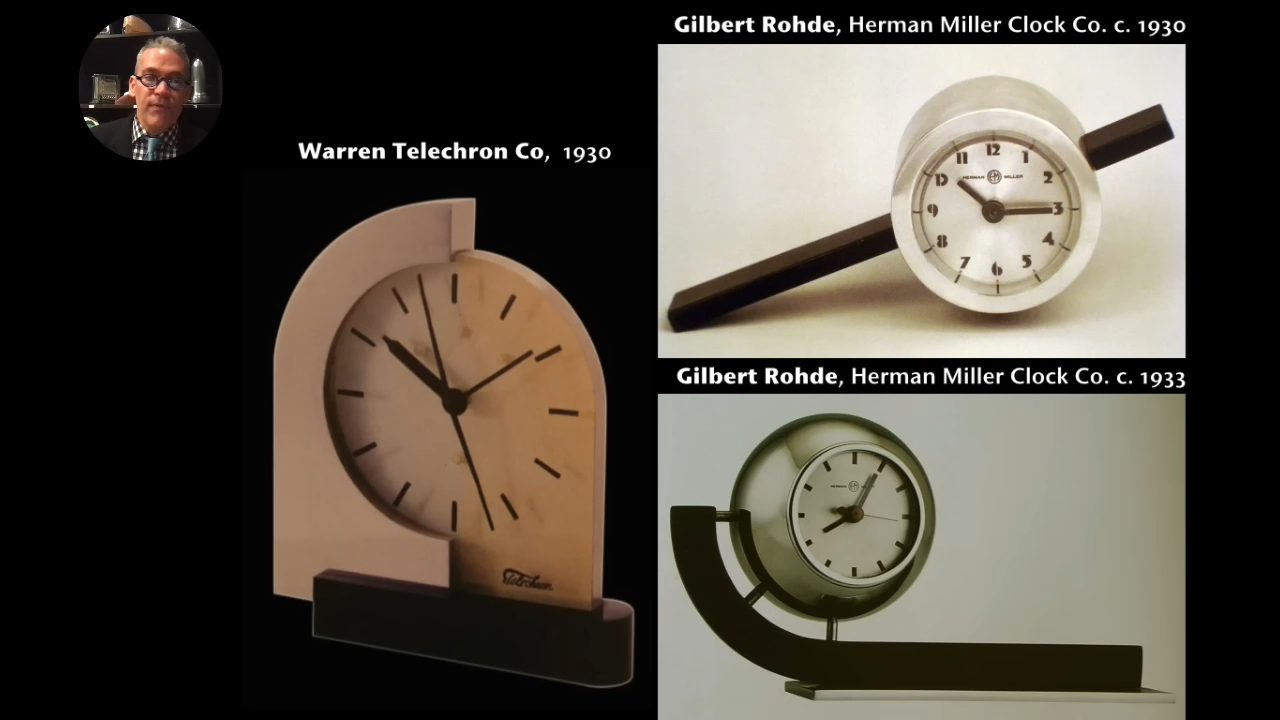 Gilbert Rohde, Herman Miller Clock Co. c. 1930
Warren Telechron Co, 1930
11 12 1
10 HERMAN MILLER 2
9 3
8 4
7 6 5
Gilbert Rohde, Herman Miller Clock Co. c. 1933
HERMAN
Telechron